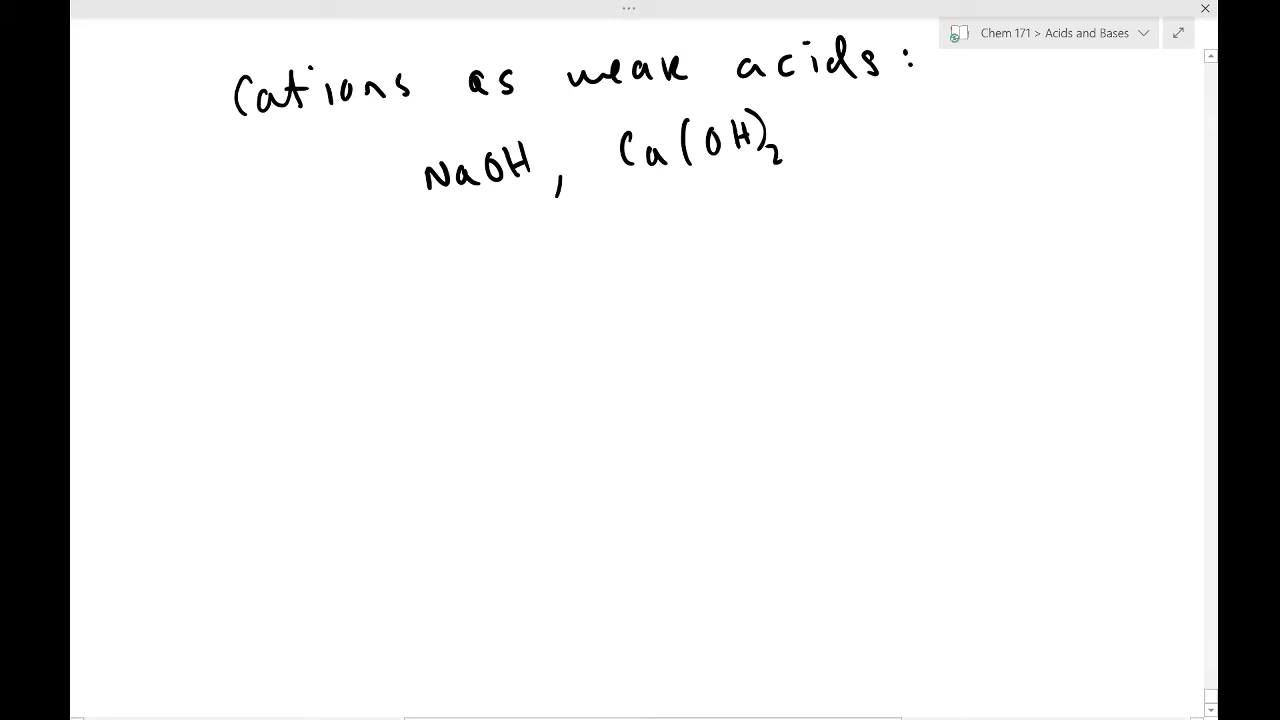 Chem 171 > Acids and Bases
Cations as weak acids:
NaOH, Ca(OH)₂